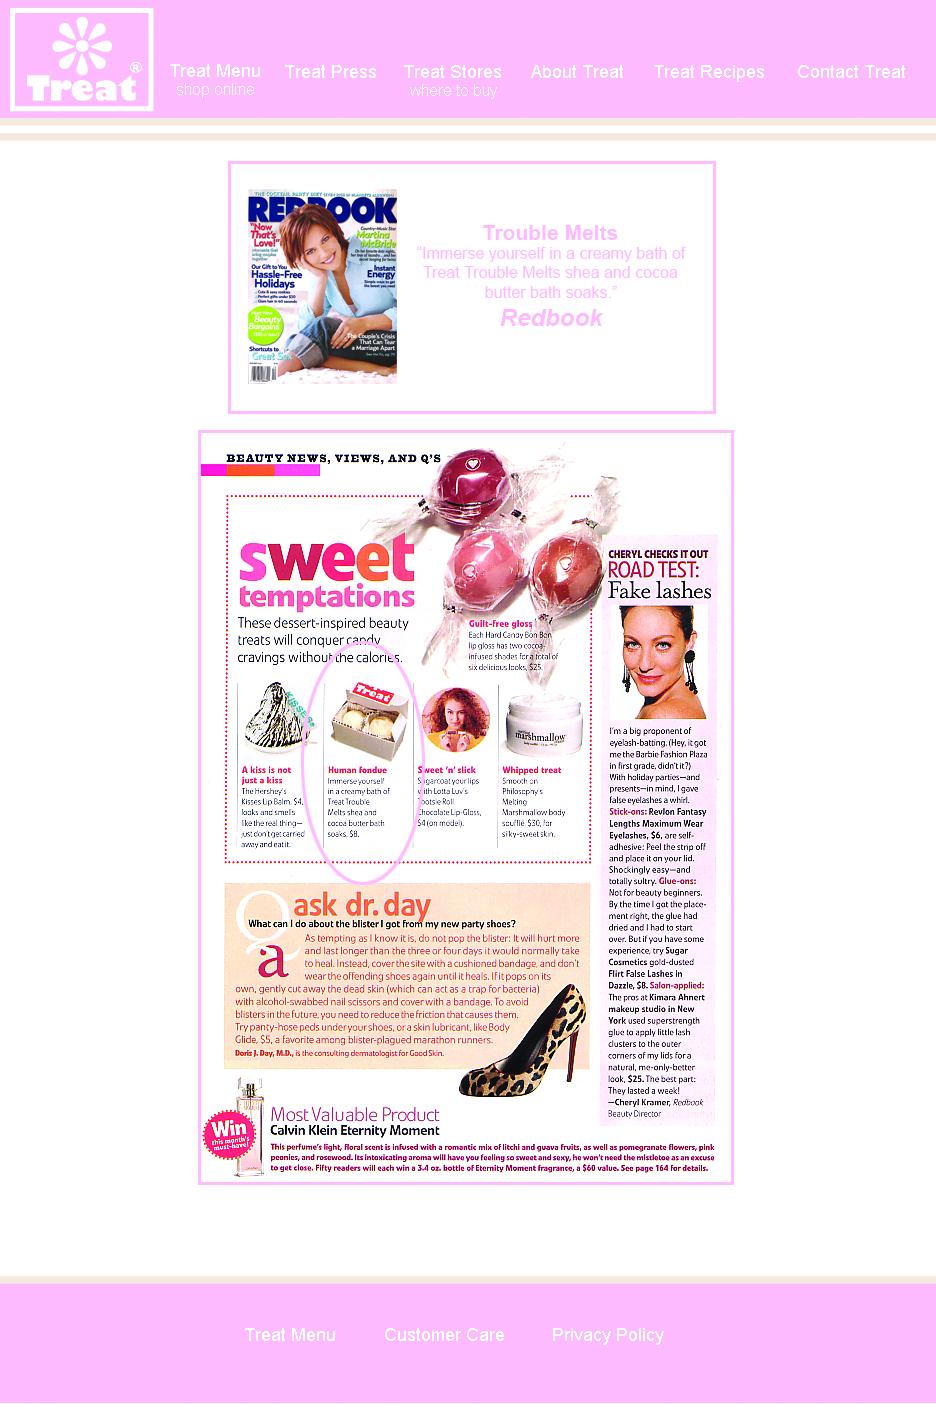 Treat®
Treat Menu
shop online
Treat Press
Treat Stores
where to buy
About Treat
Treat Recipes
Contact Treat
REDBOOK
"Now
That's
Love!"
Country-Music Star
Martina
McBride
Our Gift to You
Hassle-Free
Holidays
Instant
Energy
Beauty
Bargains
The Couple's Crisis
That Can Tear
a Marriage Apart
Shortcuts to
Trouble Melts
“Immerse yourself in a creamy bath of
Treat Trouble Melts shea and cocoa
butter bath soaks.”
Redbook
BEAUTY NEWS, VIEWS, AND Q'S
sweet
temptations
These dessert-inspired beauty
treats will conquer candy
cravings without the calories.
Guilt-free gloss
Each Hard Candy Bon Bon
lip gloss has two cocoa-
infused shades for a total of
six delicious looks, $25.
KISSES
Treat
marshmallow
A kiss is not
just a kiss
The Hershey's
Kisses Lip Balm, $4,
looks and smells
like the real thing—
just don't get carried
away and eat it.
Human fondue
Immerse yourself
in a creamy bath of
Treat Trouble
Melts shea and
cocoa butter bath
soaks, $8.
Sweet 'n' slick
Sugarcoat your lips
with Lotta Luv's
Tootsie Roll
Chocolate Lip-Gloss,
$4 (on model).
Whipped treat
Smooth on
Philosophy's
Melting
Marshmallow body
soufflé, $30, for
silky-sweet skin.
CHERYL CHECKS IT OUT
ROAD TEST:
Fake lashes
I'm a big proponent of
eyelash-batting. (Hey, it got
me the Barbie Fashion Plaza
in first grade, didn't it?)
With holiday parties—and
presents—in mind, I gave
false eyelashes a whirl.
Stick-ons: Revlon Fantasy
Lengths Maximum Wear
Eyelashes, $6, are self-
adhesive: Peel the strip off
and place it on your lid.
Shockingly easy—and
totally sultry. Glue-ons:
Not for beauty beginners.
By the time I got the place-
ment right, the glue had
dried and I had to start
over. But if you have some
experience, try Sugar
Cosmetics gold-dusted
Flirt False Lashes in
Dazzle, $8. Salon-applied:
The pros at Kimara Ahnert
makeup studio in New
York used superstrength
glue to apply little lash
clusters to the outer
corners of my lids for a
natural, me-only-better
look, $25. The best part:
They lasted a week!
—Cheryl Kramer, Redbook
Beauty Director
Q
ask dr. day
What can I do about the blister I got from my new party shoes?
a
As tempting as I know it is, do not pop the blister: It will hurt more
and last longer than the three or four days it would normally take
to heal. Instead, cover the site with a cushioned bandage, and don't
wear the offending shoes again until it heals. If it pops on its
own, gently cut away the dead skin (which can act as a trap for bacteria)
with alcohol-swabbed nail scissors and cover with a bandage. To avoid
blisters in the future, you need to reduce the friction that causes them.
Try panty-hose peds under your shoes, or a skin lubricant, like Body
Glide, $5, a favorite among blister-plagued marathon runners.
Doris J. Day, M.D., is the consulting dermatologist for Good Skin.
Win
this month's
must-have!
Most Valuable Product
Calvin Klein Eternity Moment
This perfume's light, floral scent is infused with a romantic mix of litchi and guava fruits, as well as pomegranate flowers, pink
peonies, and rosewood. Its intoxicating aroma will have you feeling so sweet and sexy, he won't need the mistletoe as an excuse
to get close. Fifty readers will each win a 3.4 oz. bottle of Eternity Moment fragrance, a $60 value. See page 164 for details.
Treat Menu
Customer Care
Privacy Policy